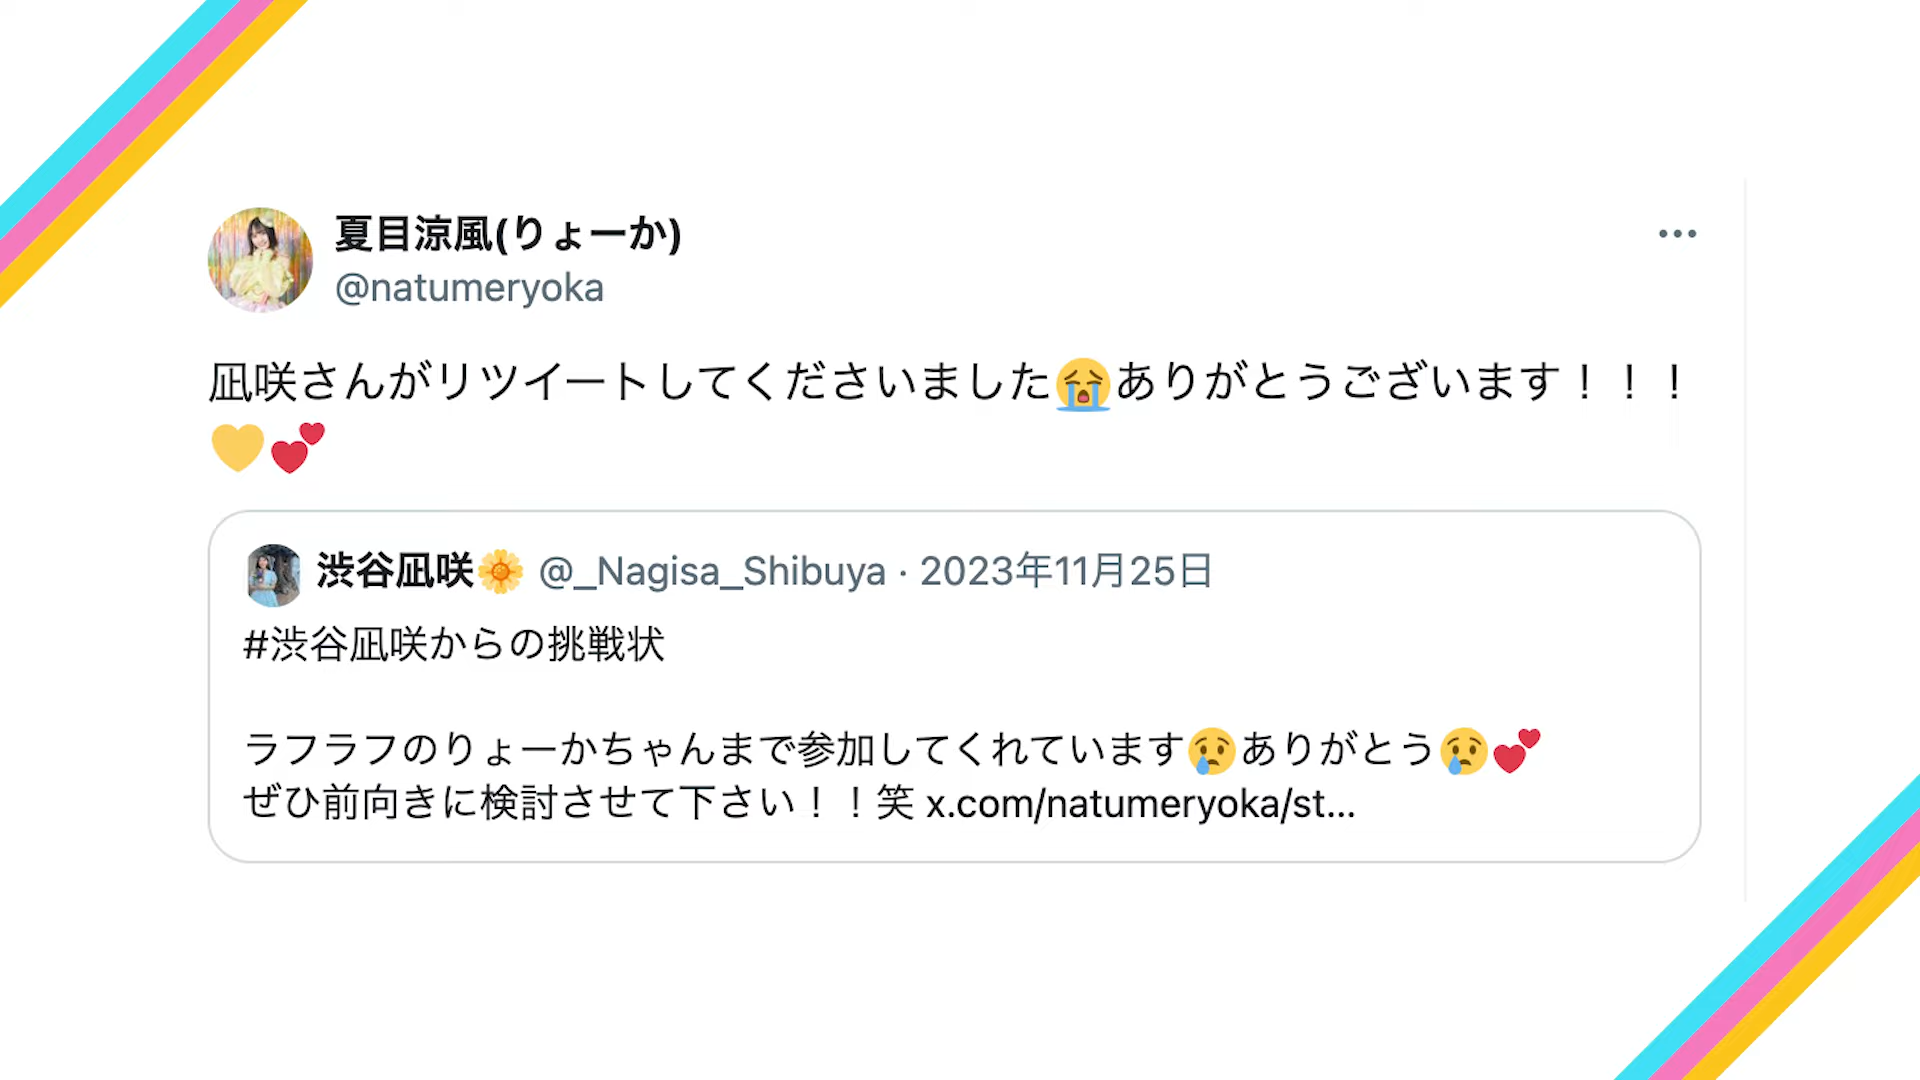 夏目涼風(りょーか)
@natumeryoka
凪咲さんがリツイートしてくださいました😭ありがとうございます！！！
💛💕
渋谷凪咲🌼 @_Nagisa_Shibuya · 2023年11月25日
#渋谷凪咲からの挑戦状
ラフラフのりょーかちゃんまで参加してくれています😢ありがとう😢💕
ぜひ前向きに検討させて下さい！！笑 x.com/natumeryoka/st...